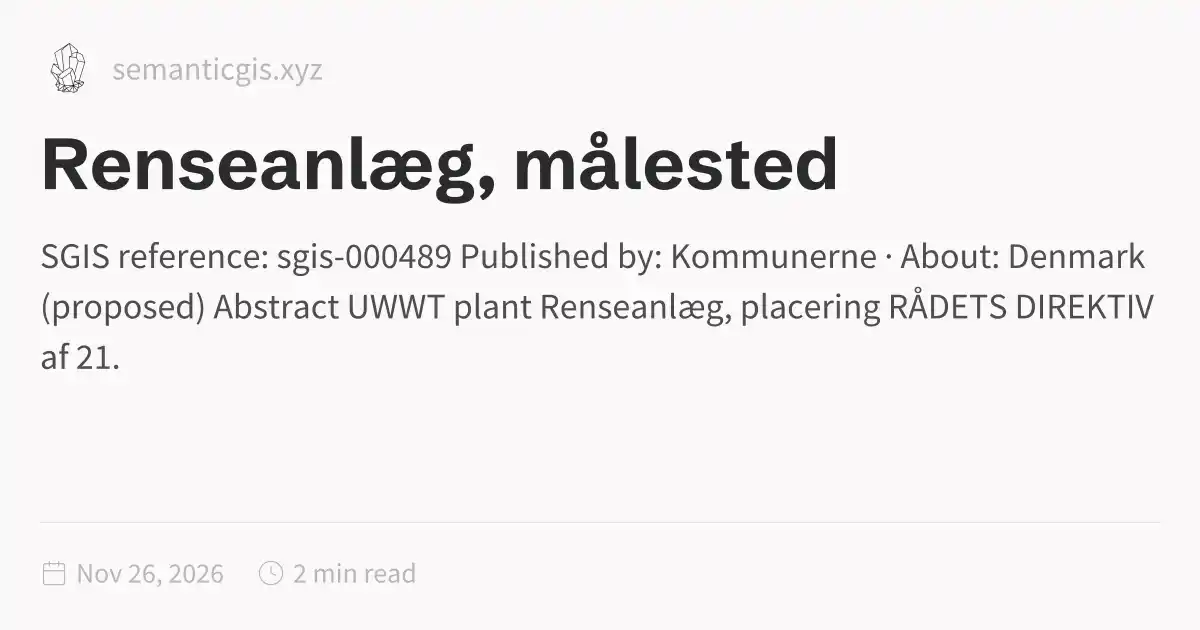 semanticgis.xyz
Renseanlæg, målested
SGIS reference: sgis-000489 Published by: Kommunerne · About: Denmark
(proposed) Abstract UWWT plant Renseanlæg, placering RÅDETS DIREKTIV
af 21.
Nov 26, 2026 2 min read